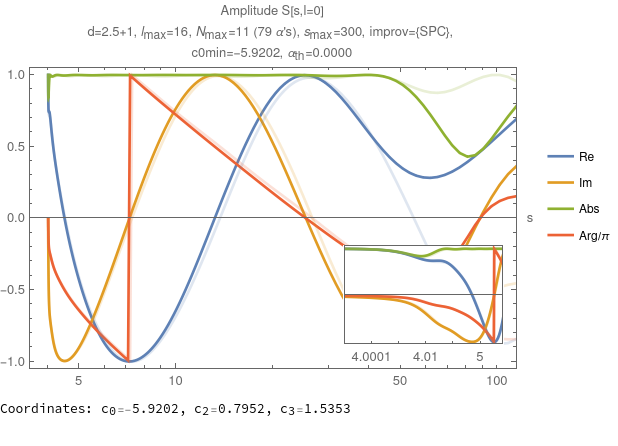 Amplitude S[s,l=0]
d=2.5+1, lmax=16, Nmax=11 (79 α's), smax=300, improv={SPC},
c0min=-5.9202, αth=0.0000
1.0
0.5
0.0
-0.5
-1.0
5
10
50
100
s
Re
Im
Abs
Arg/π
4.0001
4.01
5
Coordinates: c0=-5.9202, c2=0.7952, c3=1.5353